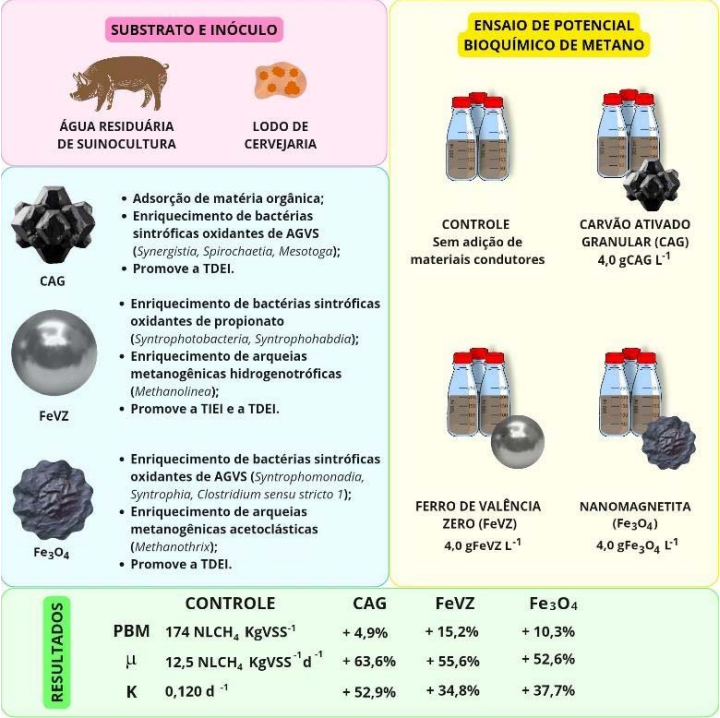 SUBSTRATO E INÓCULO
ÁGUA RESIDUÁRIA
DE SUINOCULTURA
LODO DE
CERVEJARIA
CAG
• Adsorção de matéria orgânica;
• Enriquecimento de bactérias
sintróficas oxidantes de AGVS
(Synergistia, Spirochaetia, Mesotoga);
• Promove a TDEI.
FeVZ
• Enriquecimento de bactérias sintróficas
oxidantes de propionato
(Syntrophotobacteria, Syntrophohabdia);
• Enriquecimento de arqueias
metanogênicas hidrogenotróficas
(Methanolinea);
• Promove a TIEI e a TDEI.
Fe₃O₄
• Enriquecimento de bactérias sintróficas
oxidantes de AGVS (Syntrophomonadia,
Syntrophia, Clostridium sensu stricto 1);
• Enriquecimento de arqueias
metanogênicas acetoclásticas
(Methanothrix);
• Promove a TDEI.
ENSAIO DE POTENCIAL
BIOQUÍMICO DE METANO
CONTROLE
Sem adição de
materiais condutores
CARVÃO ATIVADO
GRANULAR (CAG)
4,0 gCAG L⁻¹
FERRO DE VALÊNCIA
ZERO (FeVZ)
4,0 gFeVZ L⁻¹
NANOMAGNETITA
(Fe₃O₄)
4,0 gFe₃O₄ L⁻¹
RESULTADOS
CONTROLE CAG FeVZ Fe₃O₄
PBM 174 NLCH₄ KgVSS⁻¹ + 4,9% + 15,2% + 10,3%
μ 12,5 NLCH₄ KgVSS⁻¹d⁻¹ + 63,6% + 55,6% + 52,6%
K 0,120 d ⁻¹ + 52,9% + 34,8% + 37,7%